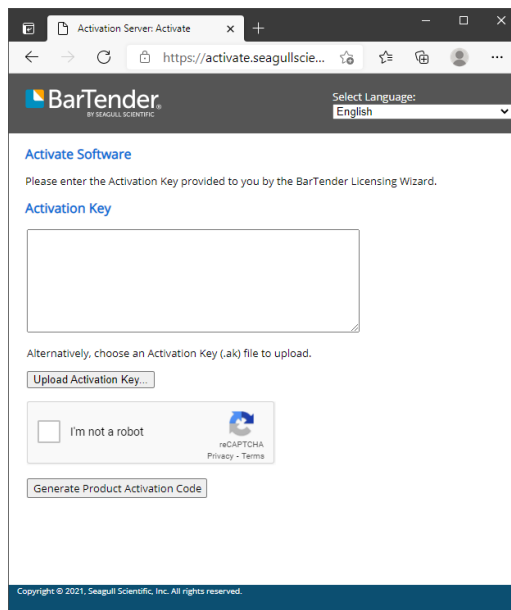 Activation Server: Activate
https://activate.seagullscie...
BarTender®
BY SEAGULL SCIENTIFIC
Select Language:
English
Activate Software
Please enter the Activation Key provided to you by the BarTender Licensing Wizard.
Activation Key
Alternatively, choose an Activation Key (.ak) file to upload.
Upload Activation Key...
I'm not a robot
reCAPTCHA
Privacy - Terms
Generate Product Activation Code
Copyright © 2021, Seagull Scientific, Inc. All rights reserved.